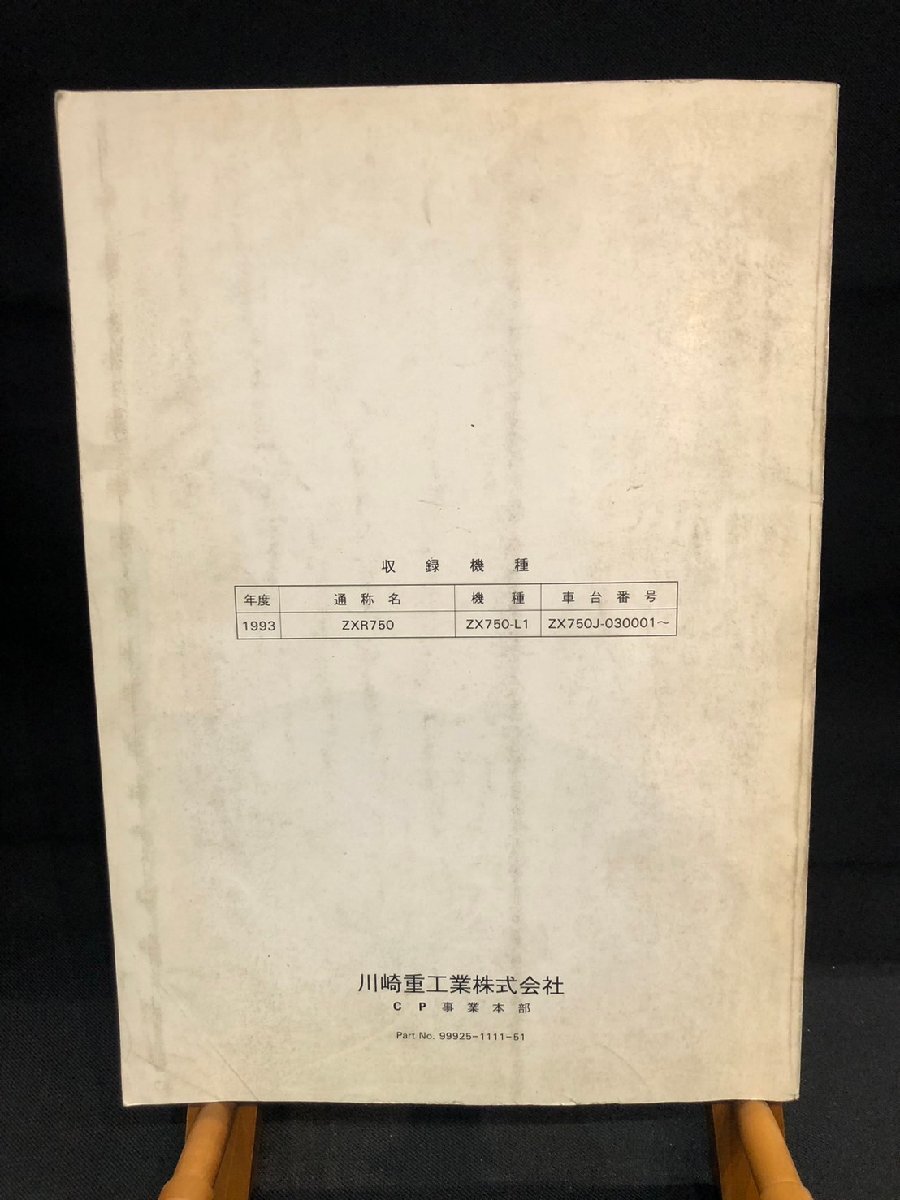 収録機種
年度 通称名 機種 車台番号
1993 ZXR750 ZX750-L1 ZX750J-030001～
川崎重工業株式会社
CP事業本部
Part No. 99925-1111-51